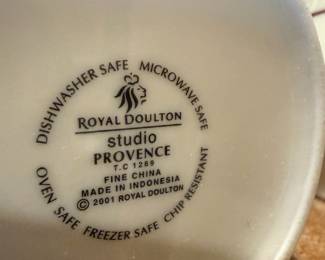 DISHWASHER SAFE MICROWAVE SAFE
ROYAL DOULTON
studio
PROVENCE
T.C 1289
FINE CHINA
MADE IN INDONESIA
© 2001 ROYAL DOULTON
OVEN SAFE FREEZER SAFE CHIP RESISTANT